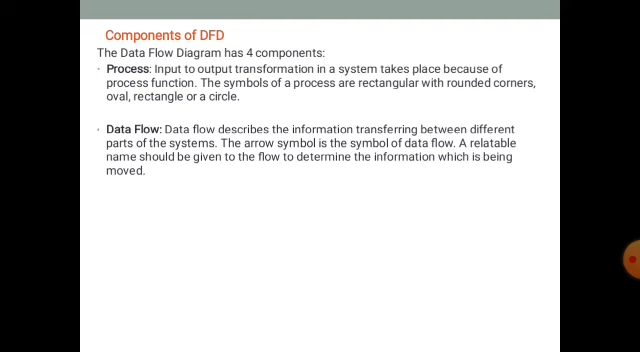 Components of DFD
The Data Flow Diagram has 4 components:
• Process: Input to output transformation in a system takes place because of
process function. The symbols of a process are rectangular with rounded corners,
oval, rectangle or a circle.
• Data Flow: Data flow describes the information transferring between different
parts of the systems. The arrow symbol is the symbol of data flow. A relatable
name should be given to the flow to determine the information which is being
moved.